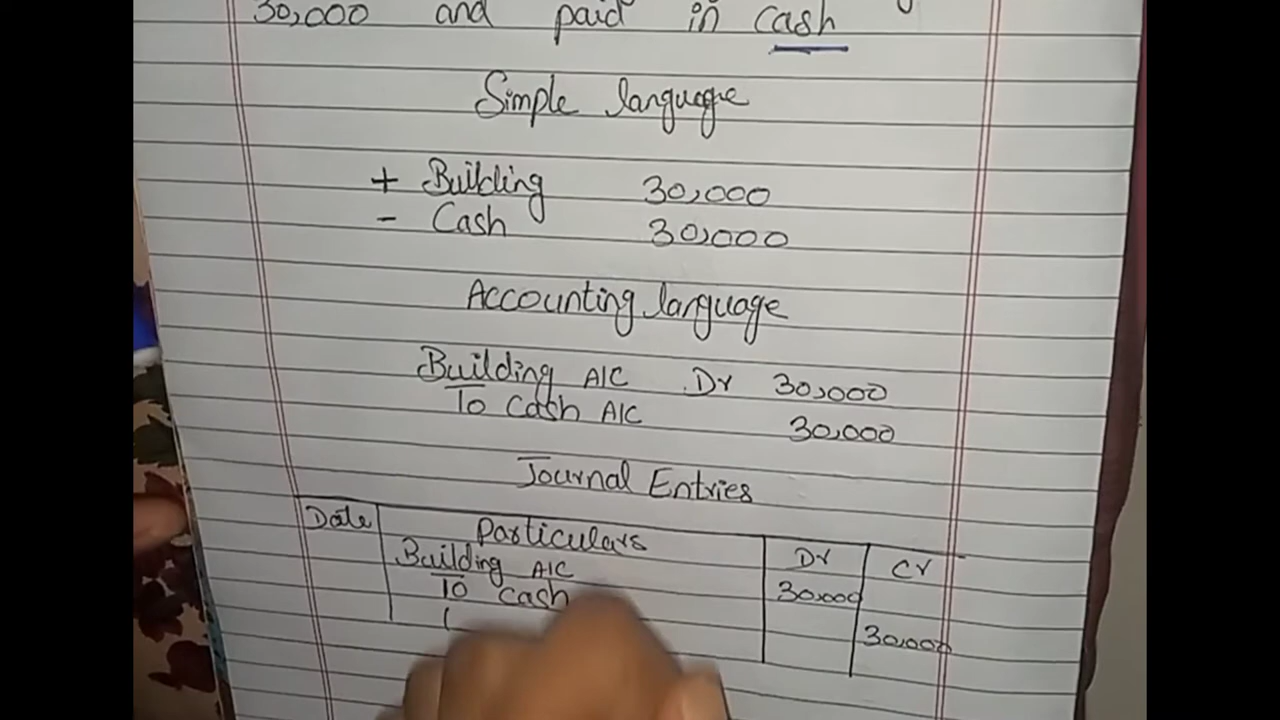 30,000 and paid in cash
Simple language
+ Building 30,000
- Cash 30,000
Accounting language
Building A/C Dr 30,000
To Cash A/C 30,000
Journal Entries
Date Particulars Dr Cr
Building A/C 30,000
To Cash 30,000
(